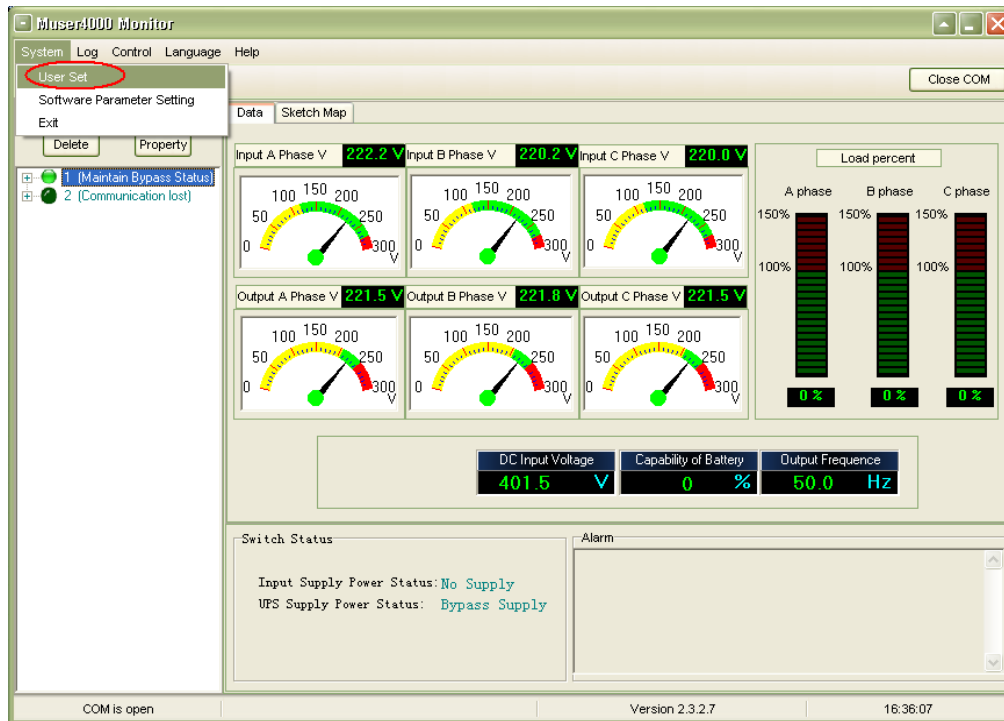 Muser4000 Monitor
System Log Control Language Help
User Set
Software Parameter Setting
Exit
Close COM
Delete Property
1 (Maintain Bypass Status)
2 (Communication lost)
Data Sketch Map
Input A Phase V 222.2 V Input B Phase V 220.2 V Input C Phase V 220.0 V
0 50 100 150 200 250 300 V
0 50 100 150 200 250 300 V
0 50 100 150 200 250 300 V
Output A Phase V 221.5 V Output B Phase V 221.8 V Output C Phase V 221.5 V
0 50 100 150 200 250 300 V
0 50 100 150 200 250 300 V
0 50 100 150 200 250 300 V
Load percent
A phase B phase C phase
150% 150% 150%
100% 100% 100%
0 % 0 % 0 %
DC Input Voltage Capability of Battery Output Frequence
401.5 V 0 % 50.0 Hz
Switch Status
Input Supply Power Status: No Supply
UPS Supply Power Status: Bypass Supply
Alarm
COM is open Version 2.3.2.7 16:36:07